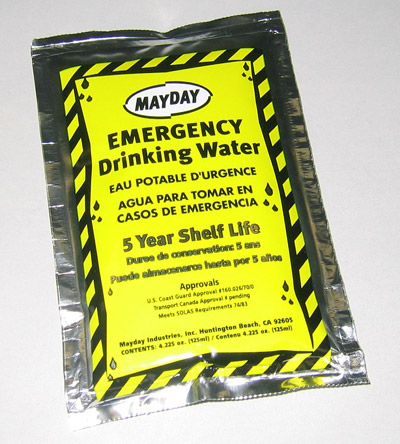 MAYDAY
EMERGENCY
Drinking Water
EAU POTABLE D'URGENCE
AGUA PARA TOMAR EN
CASOS DE EMERGENCIA
5 Year Shelf Life
Duree de conservation: 5 ans
Puede almacenarce hasta por 5 años
Approvals
U.S. Coast Guard Approval #160.026/70/0
Transport Canada Approval # pending
Meets SOLAS Requirements 74/83
Mayday Industries, Inc. Huntington Beach, CA 92605
CONTENTS: 4.225 oz. (125ml) / Contenu 4.225 oz. (125ml)